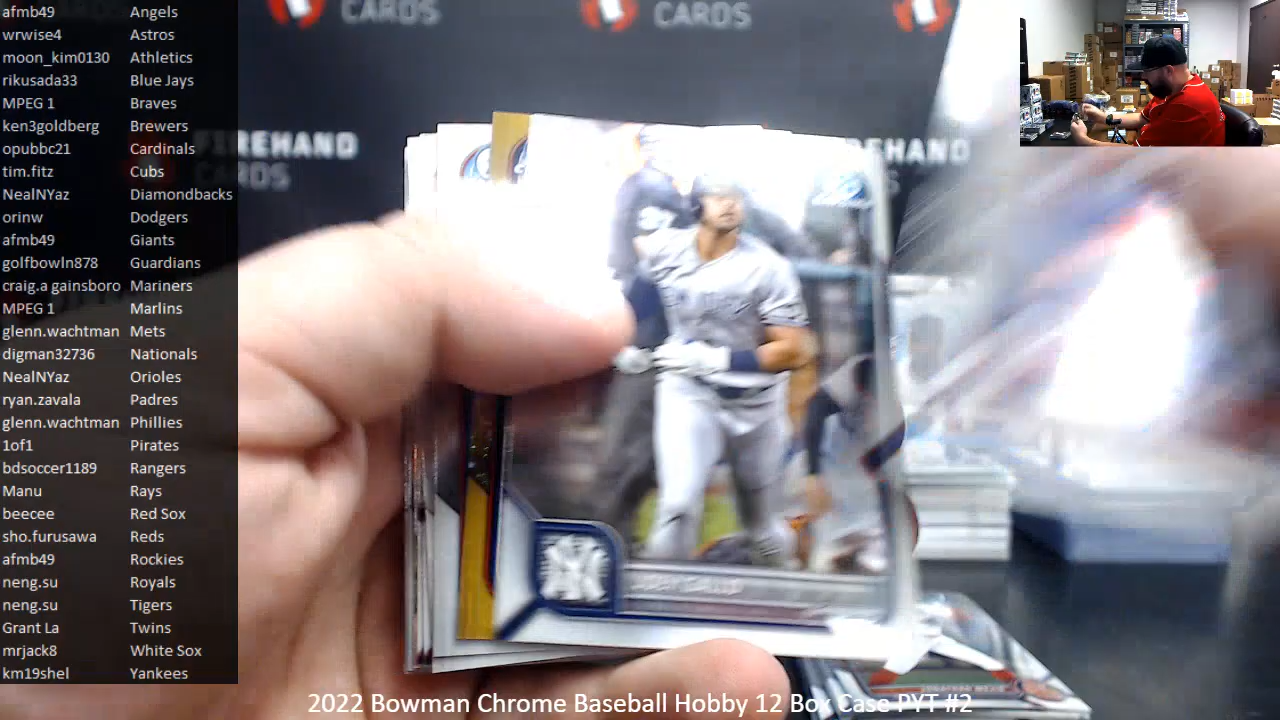 afmb49 Angels
wrwise4 Astros
moon_kim0130 Athletics
rikusada33 Blue Jays
MPEG 1 Braves
ken3goldberg Brewers
opubbc21 Cardinals
tim.fitz Cubs
NealNYaz Diamondbacks
orinw Dodgers
afmb49 Giants
golfbowln878 Guardians
craig.a gainsboro Mariners
MPEG 1 Marlins
glenn.wachtman Mets
digman32736 Nationals
NealNYaz Orioles
ryan.zavala Padres
glenn.wachtman Phillies
1of1 Pirates
bdsoccer1189 Rangers
Manu Rays
beecee Red Sox
sho.furusawa Reds
afmb49 Rockies
neng.su Royals
neng.su Tigers
Grant La Twins
mrjack8 White Sox
km19shel Yankees
CARDS
CARDS
FIREHAND
CARDS
HAND
RDS
2022 Bowman Chrome Baseball Hobby 12 Box Case PYT #2